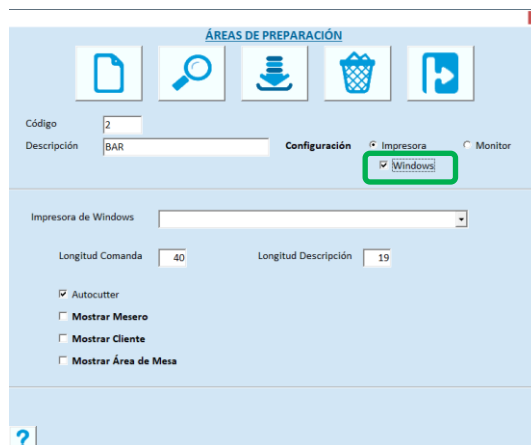 ÁREAS DE PREPARACIÓN
Código 2
Descripción BAR Configuración Impresora Monitor
Windows
Impresora de Windows
Longitud Comanda 40 Longitud Descripción 19
Autocutter
Mostrar Mesero
Mostrar Cliente
Mostrar Área de Mesa
?